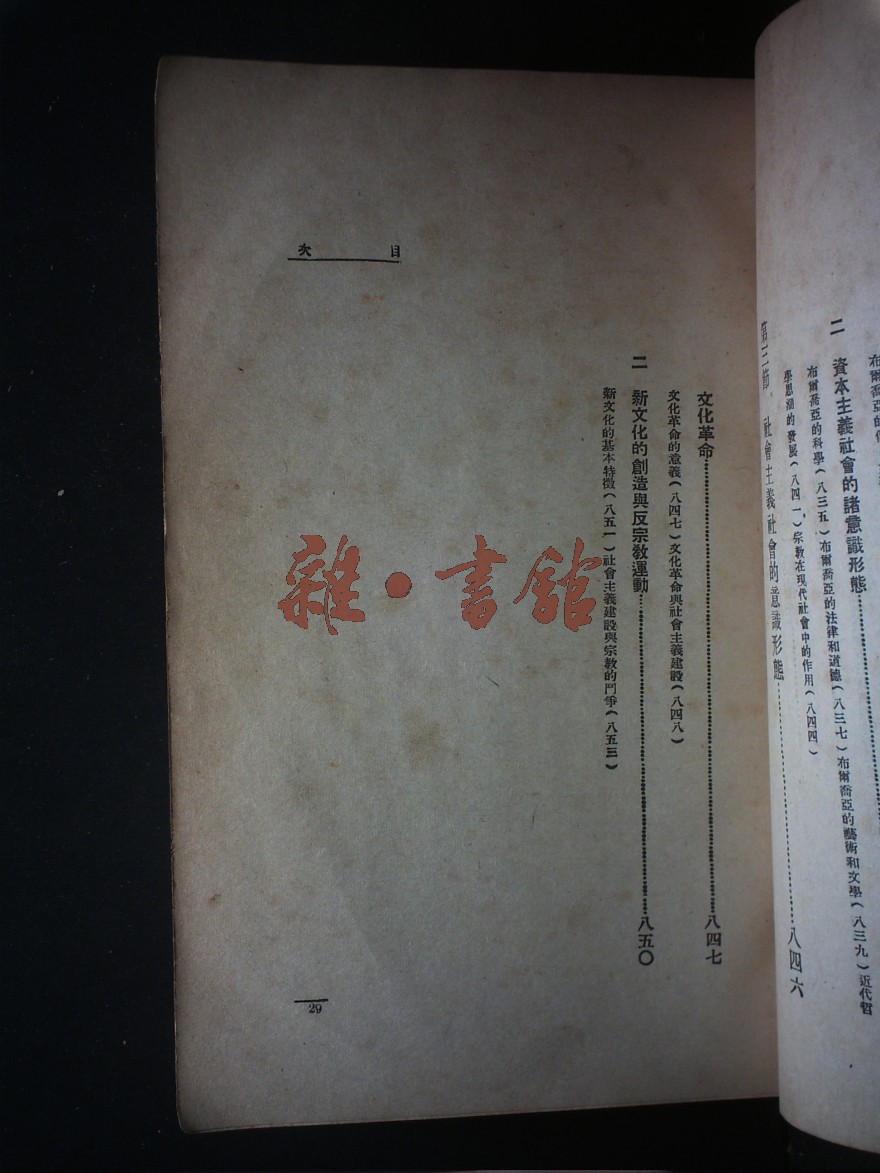 二 資本主義社會的諸意識形態
布爾喬亞的科學(八三五)布爾喬亞的法律和道德(八三七)布爾喬亞的藝術和文學(八三九)近代哲
學思潮的發展(八四一)宗教在現代社會中的作用(八四四)
第三節 社會主義社會的意識形態……八四六
文化革命……八四七
文化革命的意義(八四七)文化革命與社會主義建設(八四八)
二 新文化的創造與反宗教運動……八五〇
新文化的基本特徵(八五一)社會主義建設與宗教的鬥爭(八五三)
目 次
29
雜·書館